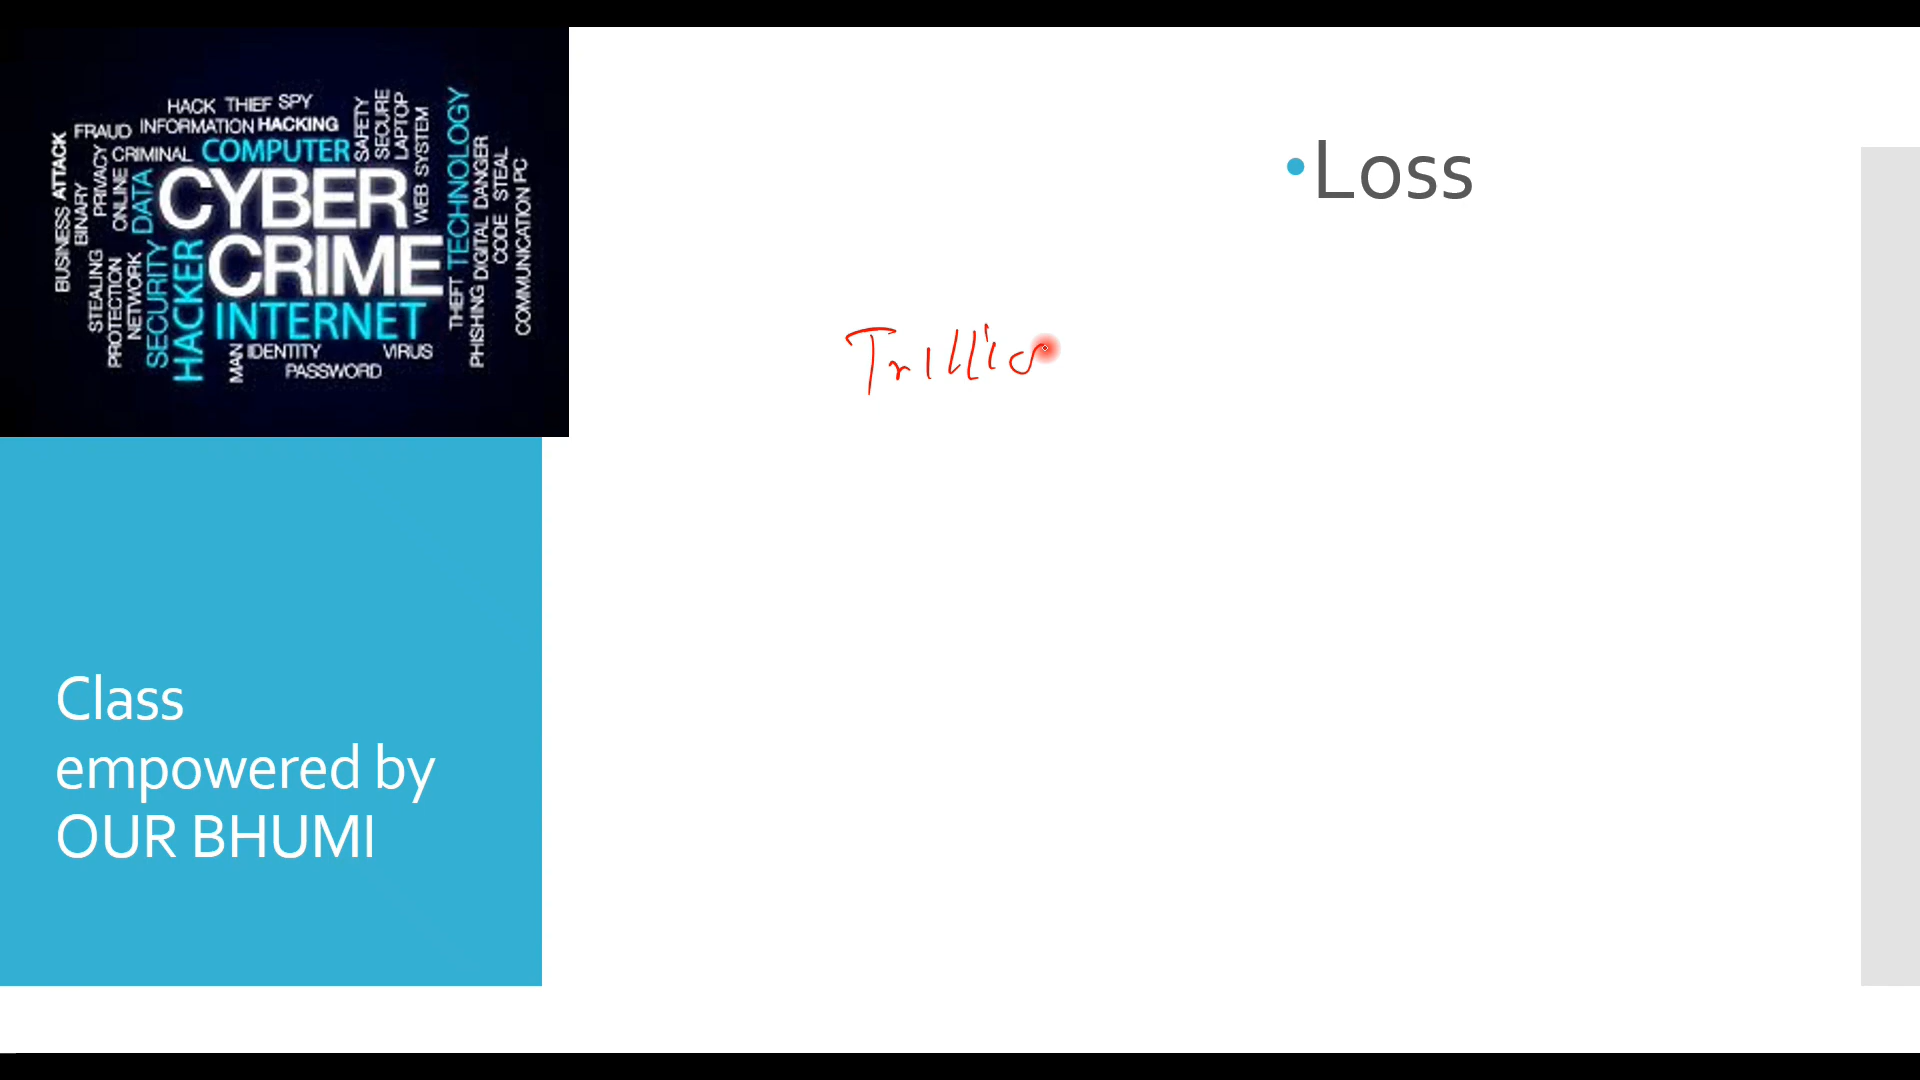 HACK THIEF SPY
FRAUD INFORMATION HACKING
CRIMINAL COMPUTER
CYBER
CRIME
INTERNET
MAN IDENTITY VIRUS
PASSWORD
BUSINESS ATTACK
BINARY
STEALING PRIVACY
PROTECTION ONLINE
NETWORK
SECURITY DATA
HACKER
SAFETY
SECURE
LAPTOP
WEB SYSTEM
THEFT TECHNOLOGY
PHISHING DIGITAL DANGER
CODE STEAL
COMMUNICATION PC
Loss
Trillio
Class
empowered by
OUR BHUMI